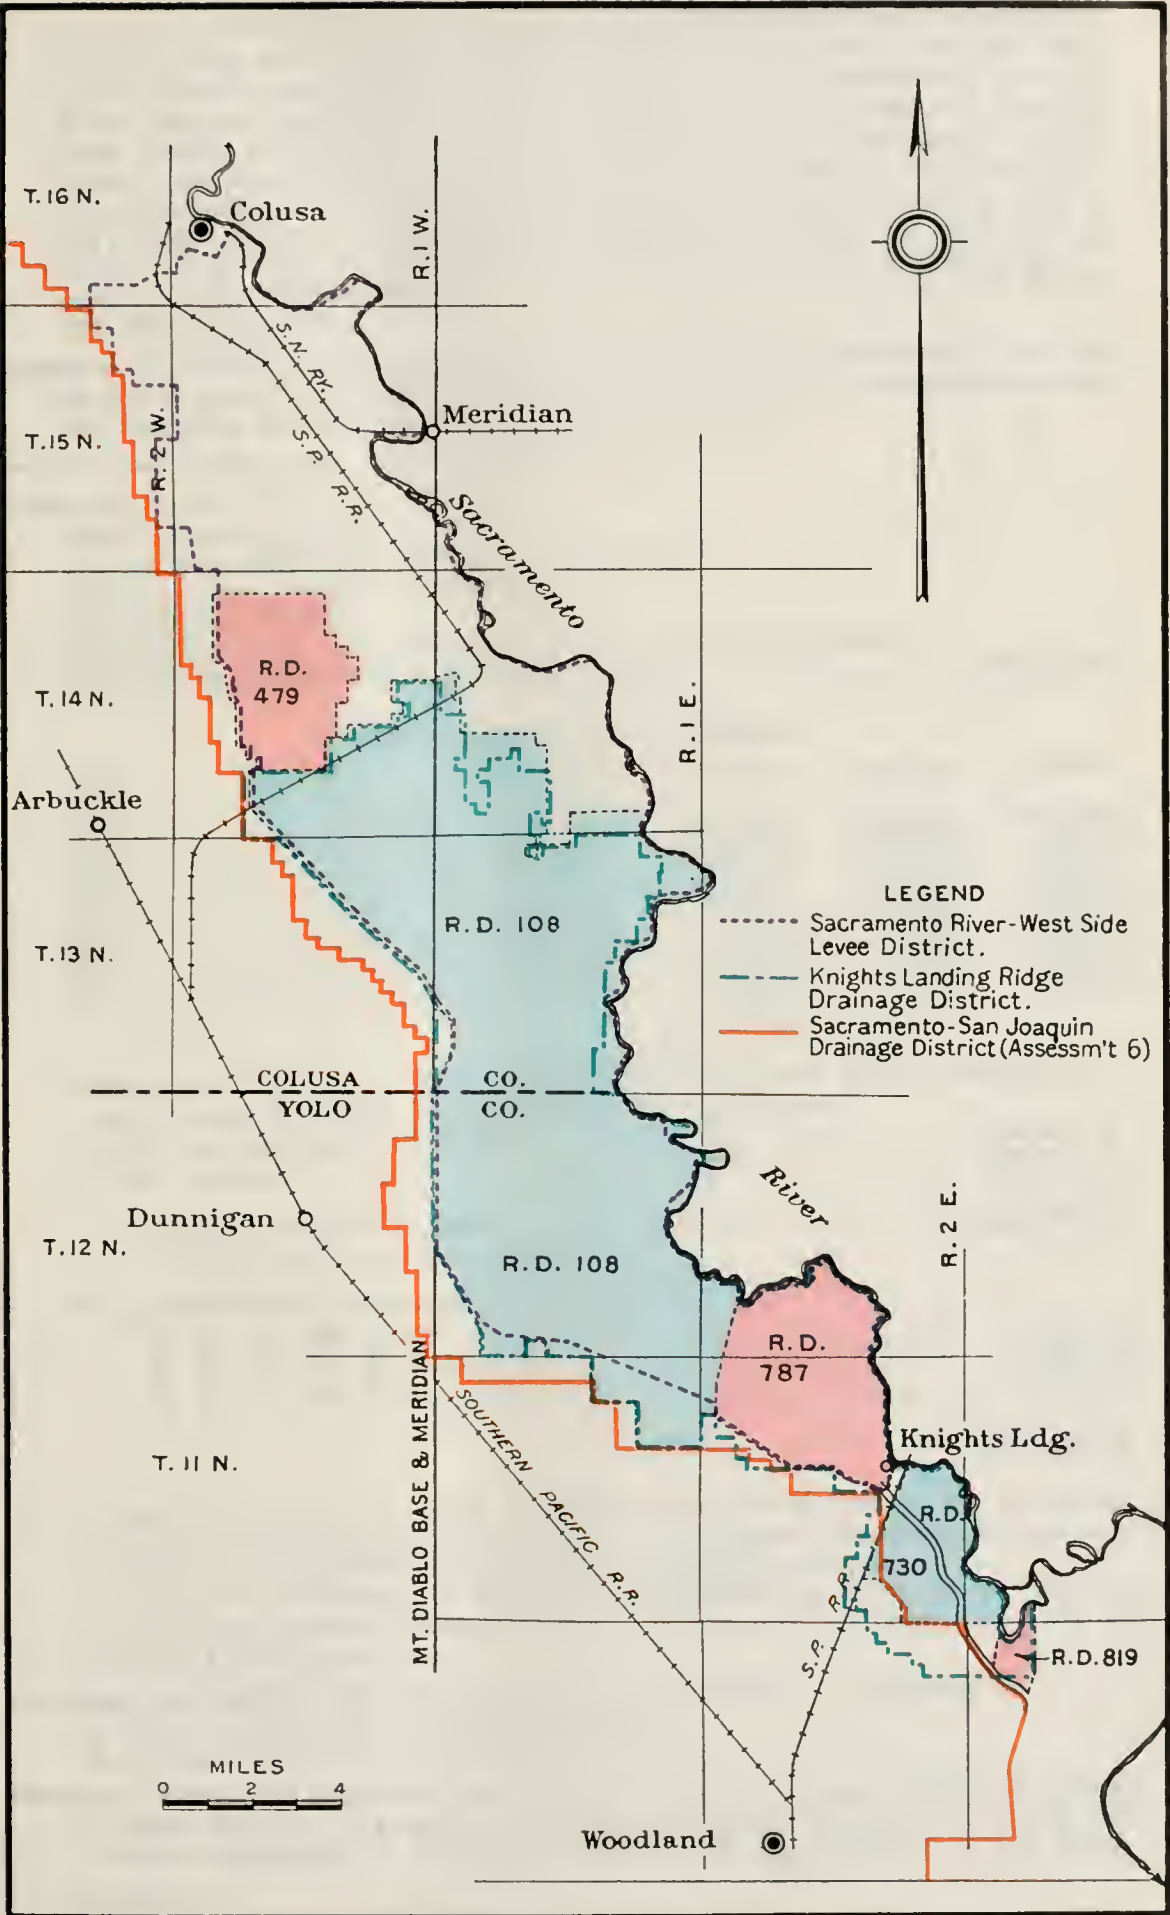 T. 16 N.
Colusa
R. 1 W.
S. N. RY.
Meridian
T. 15 N.
R. 2 W.
S. P. R. R.
Sacramento
R. D.
479
T. 14 N.
R. 1 E.
Arbuckle
LEGEND
Sacramento River-West Side
Levee District.
Knights Landing Ridge
Drainage District.
Sacramento-San Joaquin
Drainage District (Assessm't 6)
R. D. 108
T. 13 N.
COLUSA CO.
YOLO CO.
River
Dunnigan
T. 12 N.
R. 2 E.
R. D. 108
R. D.
787
MT. DIABLO BASE & MERIDIAN
SOUTHERN PACIFIC R. R.
Knights Ldg.
T. 11 N.
R. D.
730
S. P. R. R.
R. D. 819
MILES
0 2 4
Woodland